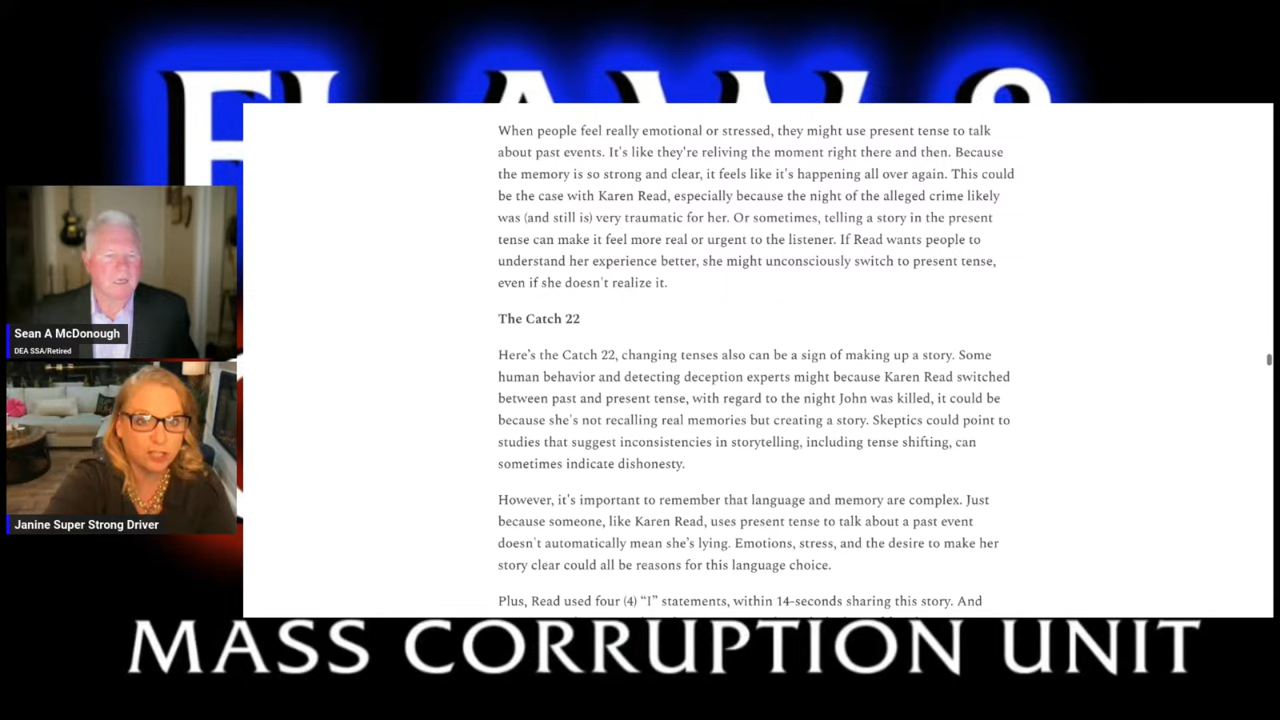 When people feel really emotional or stressed, they might use present tense to talk
about past events. It's like they're reliving the moment right there and then. Because
the memory is so strong and clear, it feels like it's happening all over again. This could
be the case with Karen Read, especially because the night of the alleged crime likely
was (and still is) very traumatic for her. Or sometimes, telling a story in the present
tense can make it feel more real or urgent to the listener. If Read wants people to
understand her experience better, she might unconsciously switch to present tense,
even if she doesn't realize it.
The Catch 22
Here's the Catch 22, changing tenses also can be a sign of making up a story. Some
human behavior and detecting deception experts might because Karen Read switched
between past and present tense, with regard to the night John was killed, it could be
because she's not recalling real memories but creating a story. Skeptics could point to
studies that suggest inconsistencies in storytelling, including tense shifting, can
sometimes indicate dishonesty.
However, it's important to remember that language and memory are complex. Just
because someone, like Karen Read, uses present tense to talk about a past event
doesn't automatically mean she's lying. Emotions, stress, and the desire to make her
story clear could all be reasons for this language choice.
Plus, Read used four (4) “I” statements, within 14-seconds sharing this story. And
Sean A McDonough
DEA SSA/Retired
Janine Super Strong Driver
MASS CORRUPTION UNIT